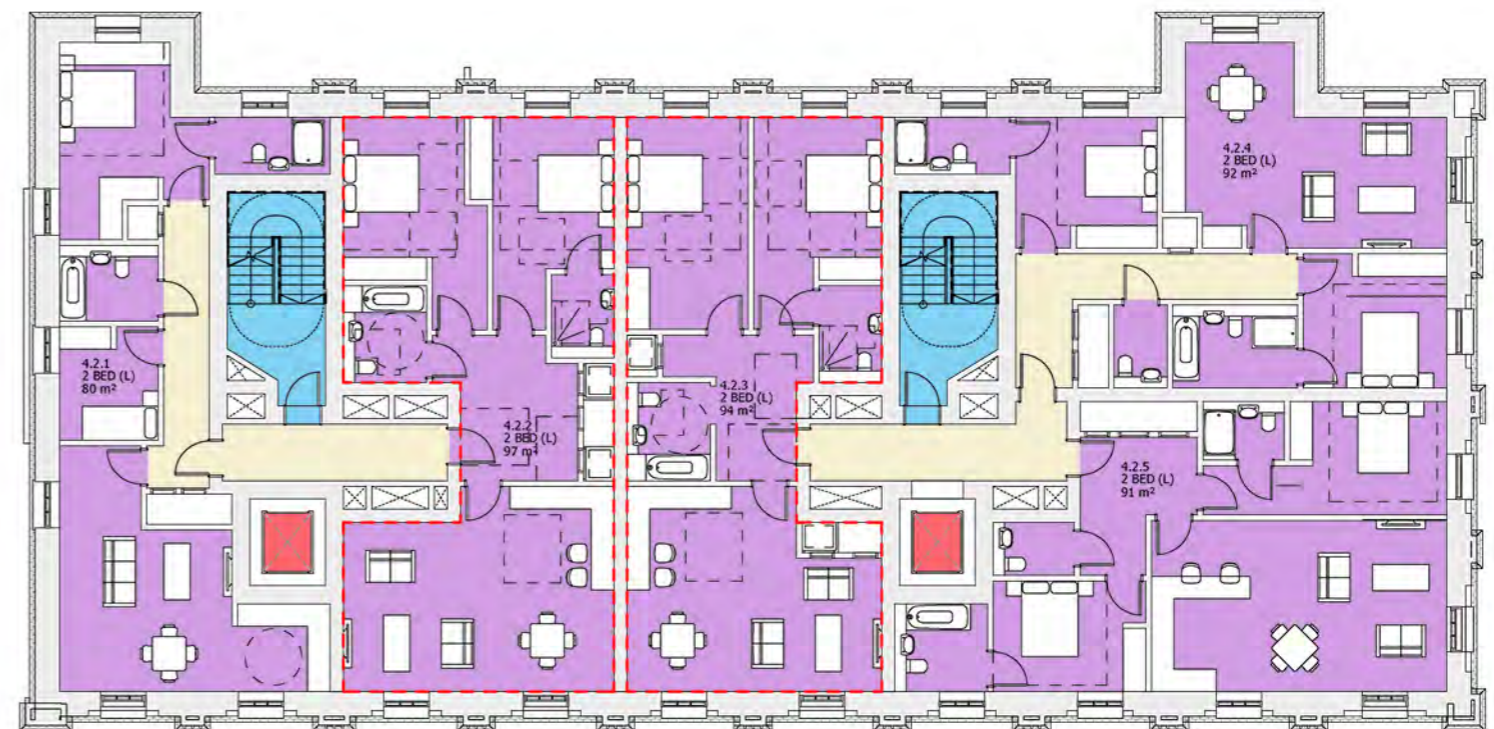 4.2.1
2 BED (L)
80 m²
4.2.2
2 BED (L)
97 m²
4.2.3
2 BED (L)
94 m²
4.2.4
2 BED (L)
92 m²
4.2.5
2 BED (L)
91 m²